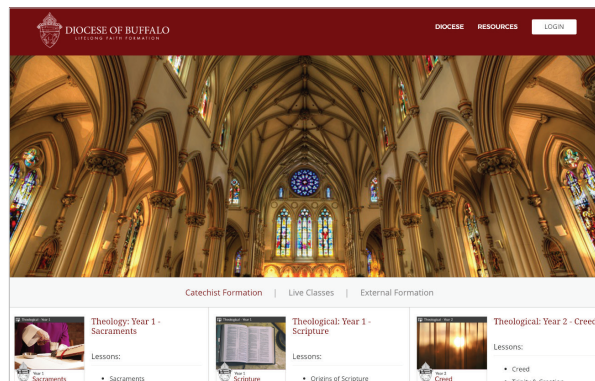 DIOCESE OF BUFFALO
LIFELONG FAITH FORMATION
DIOCESE RESOURCES LOGIN
Catechist Formation | Live Classes | External Formation
Theological - Year 1
Theology: Year 1 -
Sacraments
Lessons:
Year 1
Sacraments
• Sacraments
Theological - Year 1
Theological: Year 1 -
Scripture
Lessons:
Year 1
Scripture
• Origins of Scripture
Theological - Year 2
Theological: Year 2 - Creed
Lessons:
Year 2
Creed
• Creed
• Trinity & Creation